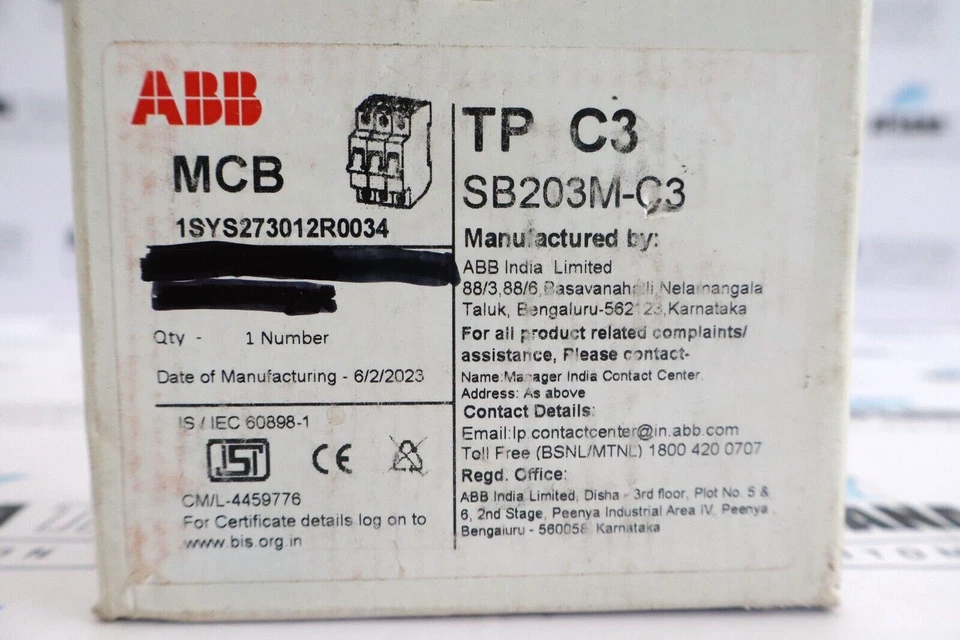 ABB
MCB
1SYS273012R0034
Qty - 1 Number
Date of Manufacturing - 6/2/2023
IS / IEC 60898-1
ISI CE
CM/L-4459776
For Certificate details log on to
www.bis.org.in
TP C3
SB203M-C3
Manufactured by:
ABB India Limited
88/3,88/6,Basavanahalli,Nelamangala
Taluk, Bengaluru-562123,Karnataka
For all product related complaints/
assistance, Please contact-
Name:Manager India Contact Center,
Address: As above
Contact Details:
Email:lp.contactcenter@in.abb.com
Toll Free (BSNL/MTNL) 1800 420 0707
Regd. Office:
ABB India Limited, Disha - 3rd floor, Plot No. 5 &
6, 2nd Stage, Peenya Industrial Area IV, Peenya,
Bengaluru - 560058 Karnataka